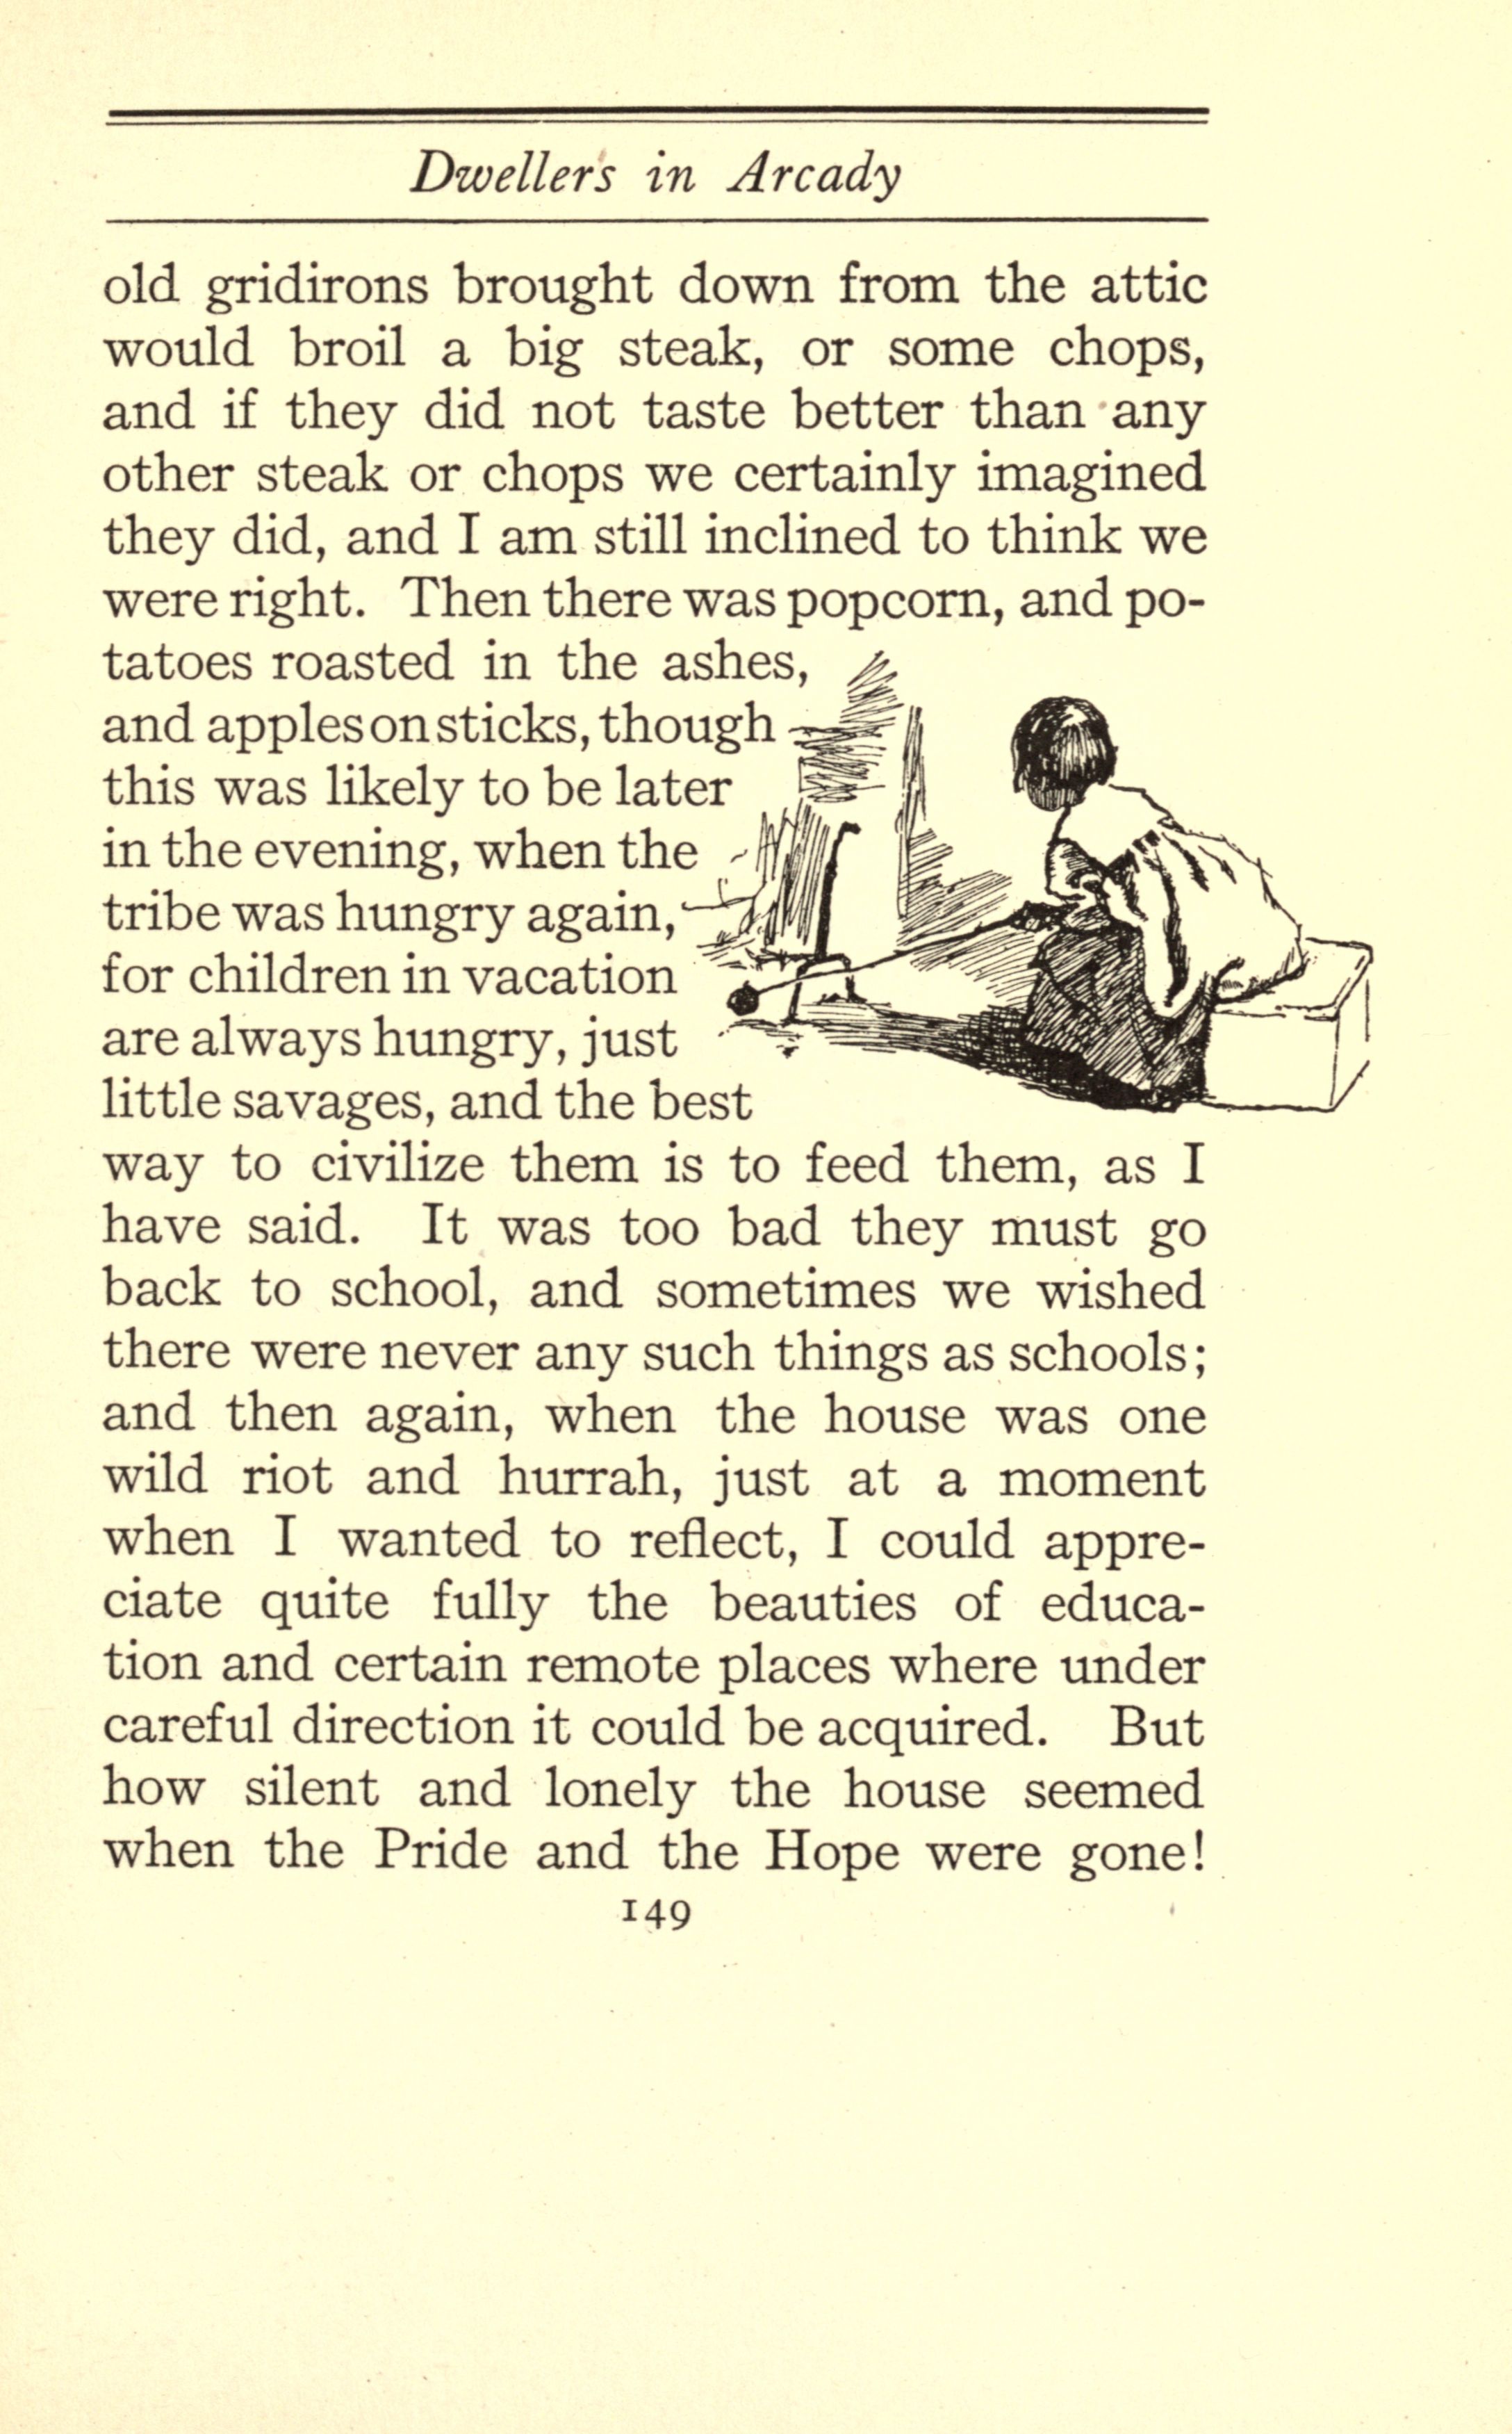 Dwellers in Arcady
old gridirons brought down from the attic
would broil a big steak, or some chops,
and if they did not taste better than any
other steak or chops we certainly imagined
they did, and I am still inclined to think we
were right. Then there was popcorn, and po-
tatoes roasted in the ashes,
and apples on sticks, though
this was likely to be later
in the evening, when the
tribe was hungry again,
for children in vacation
are always hungry, just
little savages, and the best
way to civilize them is to feed them, as I
have said. It was too bad they must go
back to school, and sometimes we wished
there were never any such things as schools;
and then again, when the house was one
wild riot and hurrah, just at a moment
when I wanted to reflect, I could appre-
ciate quite fully the beauties of educa-
tion and certain remote places where under
careful direction it could be acquired. But
how silent and lonely the house seemed
when the Pride and the Hope were gone!
149